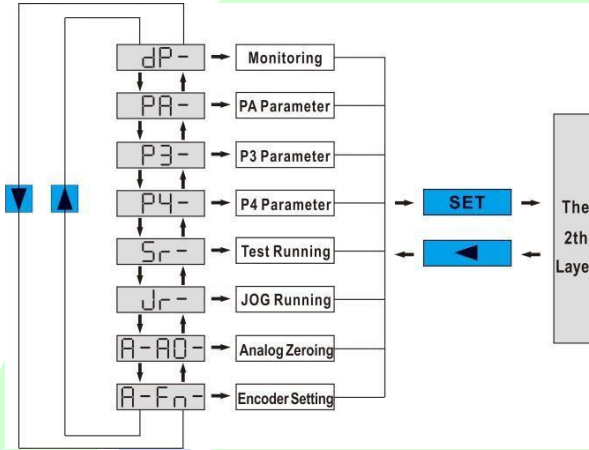 dP-
Monitoring
PA-
PA Parameter
P3-
P3 Parameter
P4-
P4 Parameter
SET
The
2th
Laye
Sr-
Test Running
Jr-
JOG Running
A-A0-
Analog Zeroing
A-Fn-
Encoder Setting